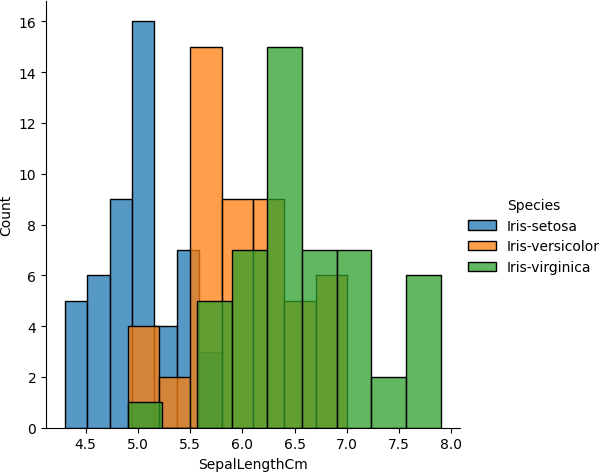 16
14
12
10
8
6
4
2
0
Count
4.5 5.0 5.5 6.0 6.5 7.0 7.5 8.0
SepalLengthCm
Species
Iris-setosa
Iris-versicolor
Iris-virginica